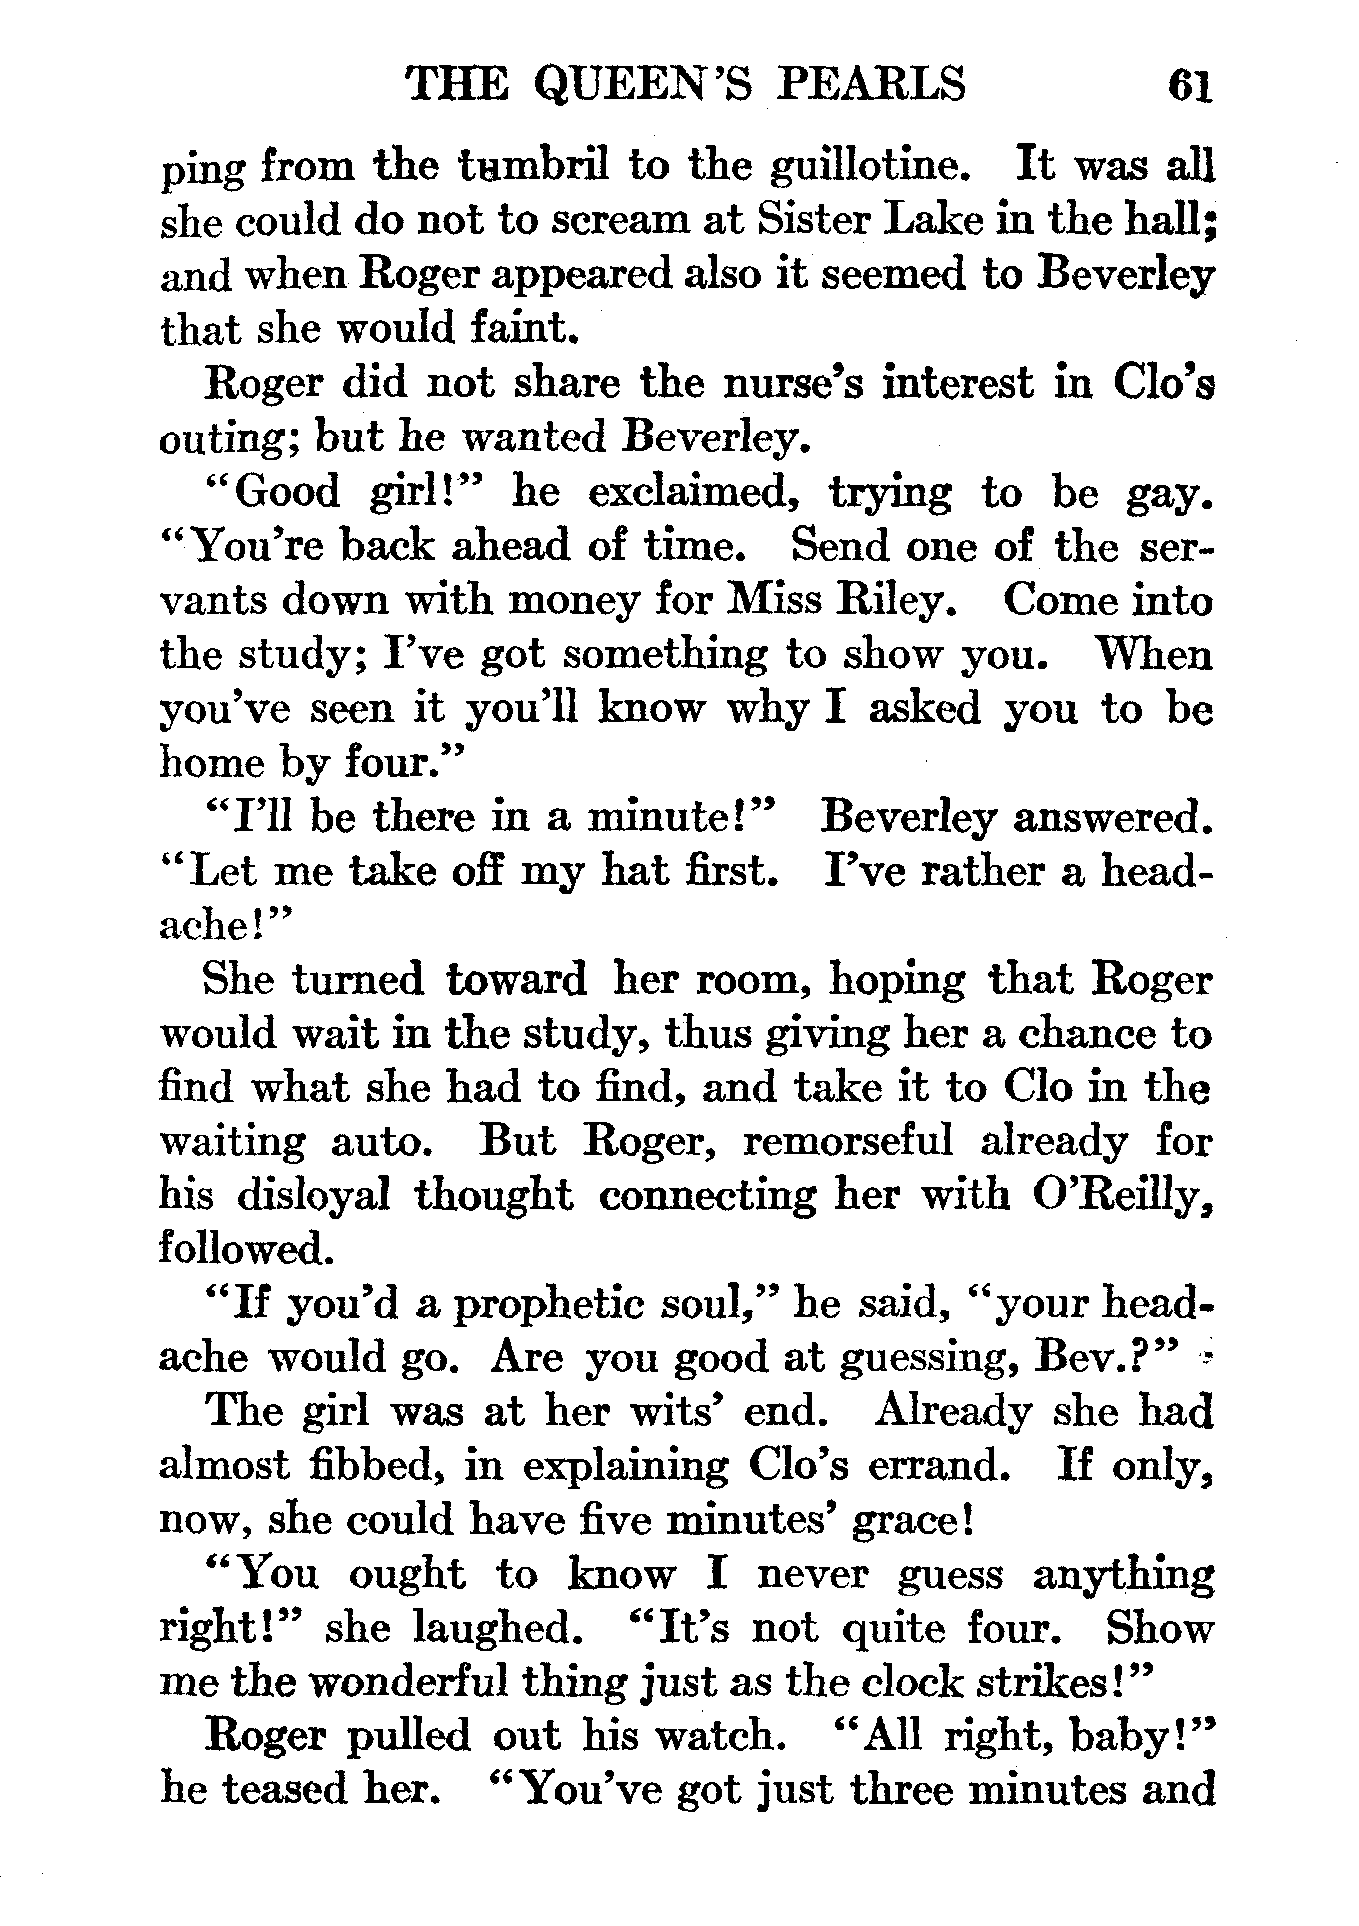 THE QUEEN'S PEARLS 61
ping from the tumbril to the guillotine. It was all
she could do not to scream at Sister Lake in the hall;
and when Roger appeared also it seemed to Beverley
that she would faint.
Roger did not share the nurse's interest in Clo's
outing; but he wanted Beverley.
"Good girl!" he exclaimed, trying to be gay.
"You're back ahead of time. Send one of the ser-
vants down with money for Miss Riley. Come into
the study; I've got something to show you. When
you've seen it you'll know why I asked you to be
home by four."
"I'll be there in a minute!" Beverley answered.
"Let me take off my hat first. I've rather a head-
ache!"
She turned toward her room, hoping that Roger
would wait in the study, thus giving her a chance to
find what she had to find, and take it to Clo in the
waiting auto. But Roger, remorseful already for
his disloyal thought connecting her with O'Reilly,
followed.
"If you'd a prophetic soul," he said, "your head-
ache would go. Are you good at guessing, Bev.?"
The girl was at her wits' end. Already she had
almost fibbed, in explaining Clo's errand. If only,
now, she could have five minutes' grace!
"You ought to know I never guess anything
right!" she laughed. "It's not quite four. Show
me the wonderful thing just as the clock strikes!"
Roger pulled out his watch. "All right, baby!"
he teased her. "You've got just three minutes and